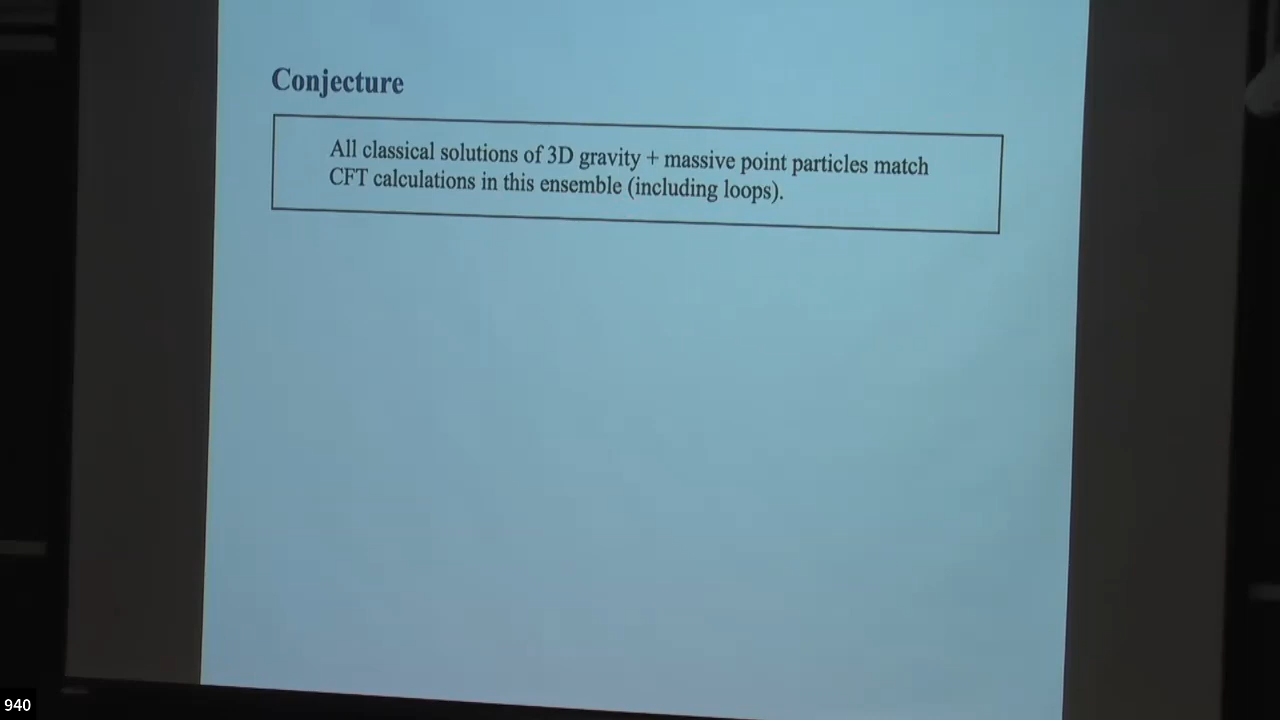 Conjecture
All classical solutions of 3D gravity + massive point particles match
CFT calculations in this ensemble (including loops).
940